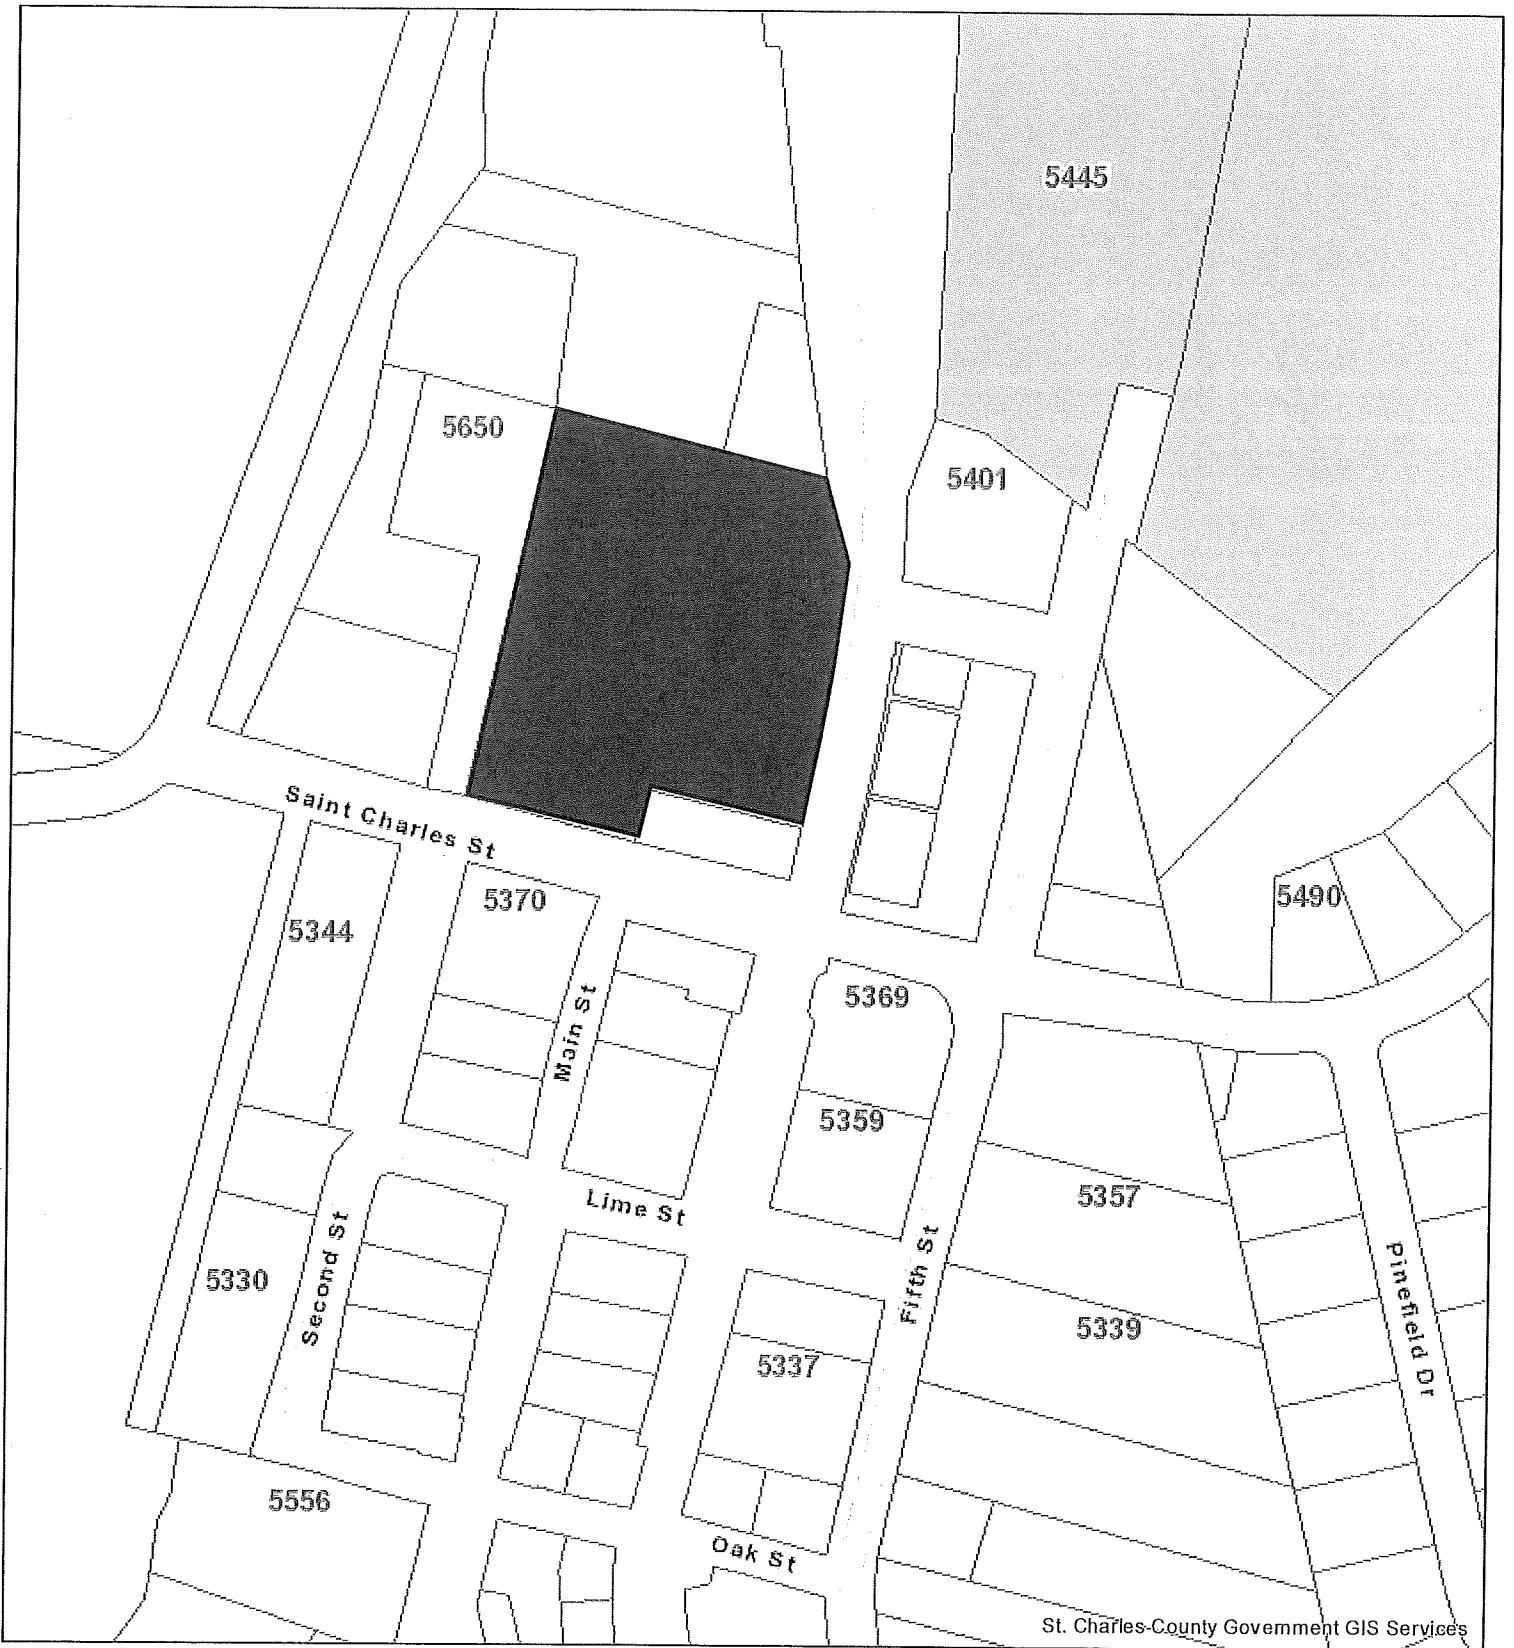 5445
5650
5401
Saint Charles St
5370
5490
5344
5369
Main St
5359
5357
Lime St
Second St
5330
Fifth St
Pinefield Dr
5339
5337
5556
Oak St
St. Charles County Government GIS Services